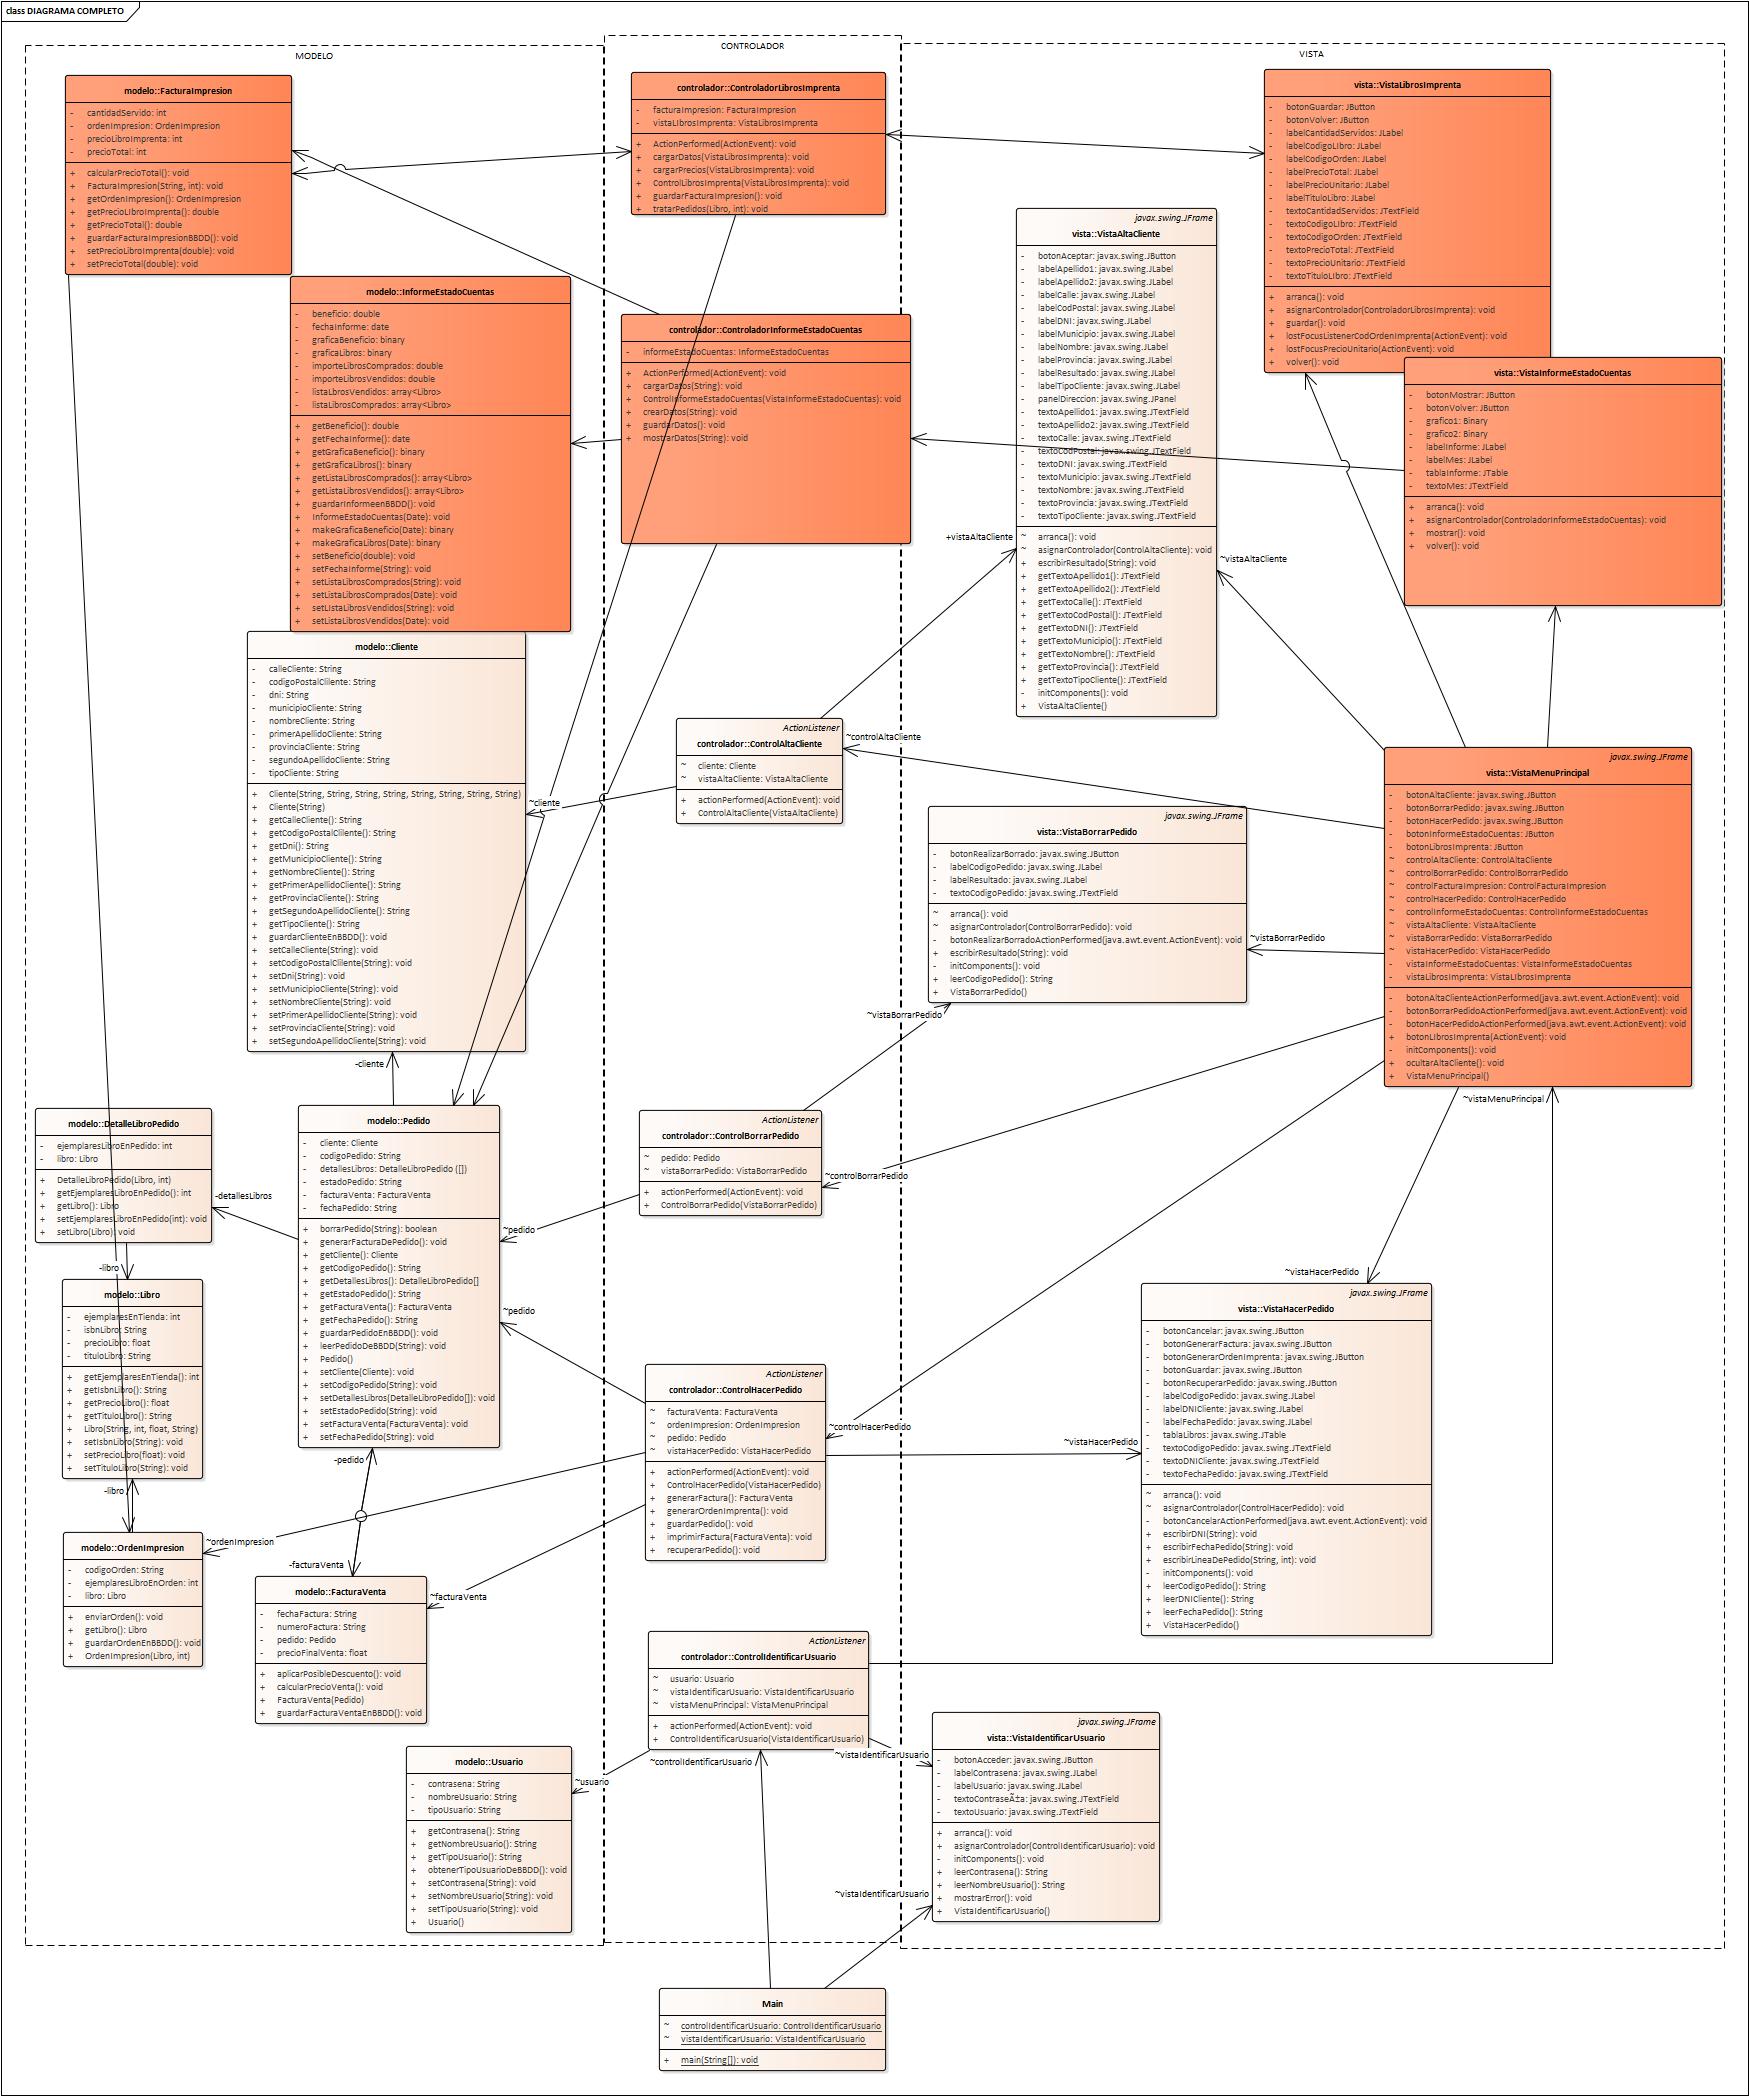 class DIAGRAMA COMPLETO
MODELO
CONTROLADOR
VISTA
modelo::FacturaImpresion
- cantidadServido: int
- ordenImpresion: OrdenImpresion
- precioLibroImprenta: int
- precioTotal: int
+ calcularPrecioTotal(): void
+ FacturaImpresion(String, int): void
+ getOrdenImpresion(): OrdenImpresion
+ getPrecioLIbroImprenta(): double
+ getPrecioTotal(): double
+ guardarFacturaImpresionBBDD(): void
+ setPrecioLibroImprenta(double): void
+ setPrecioTotal(double): void
controlador::ControladorLibrosImprenta
- facturaImpresion: FacturaImpresion
- vistaLIbrosImprenta: VistaLibrosImprenta
+ ActionPerformed(ActionEvent): void
+ cargarDatos(VistaLibrosImprenta): void
+ cargarPrecios(VistaLibrosImprenta): void
+ ControlLibrosImprenta(VistaLibrosImprenta): void
+ guardarFacturaImpresion(): void
+ tratarPedidos(Libro, int): void
vista::VistaLibrosImprenta
- botonGuardar: JButton
- botonVolver: JButton
- labelCantidadServidos: JLabel
- labelCodigoLIbro: JLabel
- labelCodigoOrden: JLabel
- labelPrecioTotal: JLabel
- labelPrecioUnitario: JLabel
- labelTituloLibro: JLabel
- textoCantidadServidos: JTextField
- textoCodigoLIbro: JTextField
- textoCodigoOrden: JTextField
- textoPrecioTotal: JTextField
- textoPrecioUnitario: JTextField
- textoTituloLIbro: JTextField
+ arranca(): void
+ asignarControlador(ControladorLibrosImprenta): void
+ guardar(): void
+ lostFocusListenerCodOrdenImprenta(ActionEvent): void
+ lostFocusPrecioUnitario(ActionEvent): void
+ volver(): void
modelo::InformeEstadoCuentas
- beneficio: double
- fechaInforme: date
- graficaBeneficio: binary
- graficaLibros: binary
- importeLibrosComprados: double
- importeLibrosVendidos: double
- listaLbrosVendidos: array<Libro>
- listaLibrosComprados: array<Libro>
+ getBeneficio(): double
+ getFechaInforme(): date
+ getGraficaBeneficio(): binary
+ getGraficaLibros(): binary
+ getListaLibrosComprados(): array<Libro>
+ getListaLibrosVendidos(): array<Libro>
+ guardarInformeenBBDD(): void
+ InformeEstadoCuentas(Date): void
+ makeGraficaBeneficio(Date): binary
+ makeGraficaLibros(Date): binary
+ setBeneficio(double): void
+ setFechaInforme(String): void
+ setListaLibrosComprados(String): void
+ setListaLibrosComprados(Date): void
+ setLIstaLibrosVendidos(String): void
+ setListaLibrosVendidos(Date): void
controlador::ControladorInformeEstadoCuentas
- informeEstadoCuentas: InformeEstadoCuentas
+ ActionPerformed(ActionEvent): void
+ cargarDatos(String): void
+ ControlInformeEstadoCuentas(VistaInformeEstadoCuentas): void
+ crearDatos(String): void
+ guardarDatos(): void
+ mostrarDatos(String): void
javax.swing.JFrame
vista::VistaAltaCliente
- botonAceptar: javax.swing.JButton
- labelApellido1: javax.swing.JLabel
- labelApellido2: javax.swing.JLabel
- labelCalle: javax.swing.JLabel
- labelCodPostal: javax.swing.JLabel
- labelDNI: javax.swing.JLabel
- labelMunicipio: javax.swing.JLabel
- labelNombre: javax.swing.JLabel
- labelProvincia: javax.swing.JLabel
- labelResultado: javax.swing.JLabel
- labelTipoCliente: javax.swing.JLabel
- panelDireccion: javax.swing.JPanel
- textoApellido1: javax.swing.JTextField
- textoApellido2: javax.swing.JTextField
- textoCalle: javax.swing.JTextField
- textoCodPostal: javax.swing.JTextField
- textoDNI: javax.swing.JTextField
- textoMunicipio: javax.swing.JTextField
- textoNombre: javax.swing.JTextField
- textoProvincia: javax.swing.JTextField
- textoTipoCliente: javax.swing.JTextField
~ arranca(): void
~ asignarControlador(ControlAltaCliente): void
+ escribirResultado(String): void
+ getTextoApellido1(): JTextField
+ getTextoApellido2(): JTextField
+ getTextoCalle(): JTextField
+ getTextoCodPostal(): JTextField
+ getTextoDNI(): JTextField
+ getTextoMunicipio(): JTextField
+ getTextoNombre(): JTextField
+ getTextoProvincia(): JTextField
+ getTextoTipoCliente(): JTextField
- initComponents(): void
+ VistaAltaCliente()
vista::VistaInformeEstadoCuentas
- botonMostrar: JButton
- botonVolver: JButton
- grafico1: Binary
- grafico2: Binary
- labelInforme: JLabel
- labelMes: JLabel
- tablaInforme: JTable
- textoMes: JTextField
+ arranca(): void
+ asignarControlador(ControladorInformeEstadoCuentas): void
+ mostrar(): void
+ volver(): void
+vistaAltaCliente
~vistaAltaCliente
modelo::Cliente
- calleCliente: String
- codigoPostalCliilente: String
- dni: String
- municipioCliente: String
- nombreCliente: String
- primerApellidoCliente: String
- provinciaCliente: String
- segundoApellidoCliente: String
- tipoCliente: String
+ Cliente(String, String, String, String, String, String, String, String)
+ Cliente(String)
+ getCalleCliente(): String
+ getCodigoPostalCliilente(): String
+ getDni(): String
+ getMunicipioCliente(): String
+ getNombreCliente(): String
+ getPrimerApellidoCliente(): String
+ getProvinciaCliente(): String
+ getSegundoApellidoCliente(): String
+ getTipoCliente(): String
+ guardarClienteEnBBDD(): void
+ setCalleCliente(String): void
+ setCodigoPostalCliilente(String): void
+ setDni(String): void
+ setMunicipioCliente(String): void
+ setNombreCliente(String): void
+ setPrimerApellidoCliente(String): void
+ setProvinciaCliente(String): void
+ setSegundoApellidoCliente(String): void
~cliente
ActionListener
controlador::ControlAltaCliente
~ cliente: Cliente
~ vistaAltaCliente: VistaAltaCliente
+ actionPerformed(ActionEvent): void
+ ControlAltaCliente(VistaAltaCliente)
~controlAltaCliente
javax.swing.JFrame
vista::VistaMenuPrincipal
- botonAltaCliente: javax.swing.JButton
- botonBorrarPedido: javax.swing.JButton
- botonHacerPedido: javax.swing.JButton
- botonInformeEstadoCuentas: JButton
- botonLibrosImprenta: JButton
~ controlAltaCliente: ControlAltaCliente
~ controlBorrarPedido: ControlBorrarPedido
~ controlFacturaImpresion: ControlFacturaImpresion
~ controlHacerPedido: ControlHacerPedido
~ controlInformeEstadoCuentas: ControlInformeEstadoCuentas
~ vistaAltaCliente: VistaAltaCliente
~ vistaBorrarPedido: VistaBorrarPedido
~ vistaHacerPedido: VistaHacerPedido
- vistaInformeEstadoCuentas: VistaInformeEstadoCuentas
- vistaLibrosImprenta: VistaLIbrosImprenta
- botonAltaClienteActionPerformed(java.awt.event.ActionEvent): void
- botonBorrarPedidoActionPerformed(java.awt.event.ActionEvent): void
- botonHacerPedidoActionPerformed(java.awt.event.ActionEvent): void
+ botonLIbrosImprenta(ActionEvent): void
- initComponents(): void
+ ocultarAltaCliente(): void
+ VistaMenuPrincipal()
javax.swing.JFrame
vista::VistaBorrarPedido
- botonRealizarBorrado: javax.swing.JButton
- labelCodigoPedido: javax.swing.JLabel
- labelResultado: javax.swing.JLabel
- textoCodigoPedido: javax.swing.JTextField
~ arranca(): void
~ asignarControlador(ControlBorrarPedido): void
- botonRealizarBorradoActionPerformed(java.awt.event.ActionEvent): void
+ escribirResultado(String): void
- initComponents(): void
+ leerCodigoPedido(): String
+ VistaBorrarPedido()
~vistaBorrarPedido
~vistaBorrarPedido
-cliente
~vistaMenuPrincipal
modelo::DetalleLibroPedido
- ejemplaresLibroEnPedido: int
- libro: Libro
+ DetalleLibroPedido(Libro, int)
+ getEjemplaresLibroEnPedido(): int
+ getLibro(): Libro
+ setEjemplaresLibroEnPedido(int): void
+ setLibro(Libro): void
-detallesLibros
modelo::Pedido
- cliente: Cliente
- codigoPedido: String
- detallesLibros: DetalleLibroPedido ([])
- estadoPedido: String
- facturaVenta: FacturaVenta
- fechaPedido: String
+ borrarPedido(String): boolean
+ generarFacturaDePedido(): void
+ getCliente(): Cliente
+ getCodigoPedido(): String
+ getDetallesLibros(): DetalleLibroPedido[]
+ getEstadoPedido(): String
+ getFacturaVenta(): FacturaVenta
+ getFechaPedido(): String
+ guardarPedidoEnBBDD(): void
+ leerPedidoDeBBDD(String): void
+ Pedido()
+ setCliente(Cliente): void
+ setCodigoPedido(String): void
+ setDetallesLibros(DetalleLibroPedido[]): void
+ setEstadoPedido(String): void
+ setFacturaVenta(FacturaVenta): void
+ setFechaPedido(String): void
~pedido
~pedido
ActionListener
controlador::ControlBorrarPedido
~ pedido: Pedido
~ vistaBorrarPedido: VistaBorrarPedido
+ actionPerformed(ActionEvent): void
+ ControlBorrarPedido(VistaBorrarPedido)
~controlBorrarPedido
-libro
modelo::Libro
- ejemplaresEnTienda: int
- isbnLibro: String
- precioLibro: float
- tituloLibro: String
+ getEjemplaresEnTienda(): int
+ getIsbnLibro(): String
+ getPrecioLibro(): float
+ getTituloLibro(): String
+ Libro(String, int, float, String)
+ setIsbnLibro(String): void
+ setPrecioLibro(float): void
+ setTituloLibro(String): void
-libro
-pedido
~vistaHacerPedido
javax.swing.JFrame
vista::VistaHacerPedido
- botonCancelar: javax.swing.JButton
- botonGenerarFactura: javax.swing.JButton
- botonGenerarOrdenImprenta: javax.swing.JButton
- botonGuardar: javax.swing.JButton
- botonRecuperarPedido: javax.swing.JButton
- labelCodigoPedido: javax.swing.JLabel
- labelDNICliente: javax.swing.JLabel
- labelFechaPedido: javax.swing.JLabel
- tablaLibros: javax.swing.JTable
- textoCodigoPedido: javax.swing.JTextField
- textoDNICliente: javax.swing.JTextField
- textoFechaPedido: javax.swing.JTextField
~ arranca(): void
~ asignarControlador(ControlHacerPedido): void
- botonCancelarActionPerformed(java.awt.event.ActionEvent): void
+ escribirDNI(String): void
+ escribirFechaPedido(String): void
+ escribirLineaDePedido(String, int): void
- initComponents(): void
+ leerCodigoPedido(): String
+ leerDNICliente(): String
+ leerFechaPedido(): String
+ VistaHacerPedido()
ActionListener
controlador::ControlHacerPedido
~ facturaVenta: FacturaVenta
~ ordenImpresion: OrdenImpresion
~ pedido: Pedido
~ vistaHacerPedido: VistaHacerPedido
+ actionPerformed(ActionEvent): void
+ ControlHacerPedido(VistaHacerPedido)
+ generarFactura(): FacturaVenta
+ generarOrdenImprenta(): void
+ guardarPedido(): void
+ imprimirFactura(FacturaVenta): void
+ recuperarPedido(): void
~controlHacerPedido
~vistaHacerPedido
modelo::OrdenImpresion
- codigoOrden: String
- ejemplaresLibroEnOrden: int
- libro: Libro
+ enviarOrden(): void
+ getLibro(): Libro
+ guardarOrdenEnBBDD(): void
+ OrdenImpresion(Libro, int)
~ordenImpresion
-facturaVenta
modelo::FacturaVenta
- fechaFactura: String
- numeroFactura: String
- pedido: Pedido
- precioFinalVenta: float
+ aplicarPosibleDescuento(): void
+ calcularPrecioVenta(): void
+ FacturaVenta(Pedido)
+ guardarFacturaVentaEnBBDD(): void
~facturaVenta
ActionListener
controlador::ControlIdentificarUsuario
~ usuario: Usuario
~ vistaIdentificarUsuario: VistaIdentificarUsuario
~ vistaMenuPrincipal: VistaMenuPrincipal
+ actionPerformed(ActionEvent): void
+ ControlIdentificarUsuario(VistaIdentificarUsuario)
~controlIdentificarUsuario
~vistaIdentificarUsuario
modelo::Usuario
- contrasena: String
- nombreUsuario: String
- tipoUsuario: String
+ getContrasena(): String
+ getNombreUsuario(): String
+ getTipoUsuario(): String
+ obtenerTipoUsuarioDeBBDD(): void
+ setContrasena(String): void
+ setNombreUsuario(String): void
+ setTipoUsuario(String): void
+ Usuario()
~usuario
javax.swing.JFrame
vista::VistaIdentificarUsuario
- botonAcceder: javax.swing.JButton
- labelContrasena: javax.swing.JLabel
- labelUsuario: javax.swing.JLabel
- textoContraseÃ±a: javax.swing.JTextField
- textoUsuario: javax.swing.JTextField
+ arranca(): void
+ asignarControlador(ControlIdentificarUsuario): void
- initComponents(): void
+ leerContrasena(): String
+ leerNombreUsuario(): String
+ mostrarError(): void
+ VistaIdentificarUsuario()
~vistaIdentificarUsuario
Main
~ controlIdentificarUsuario: ControlIdentificarUsuario
~ vistaIdentificarUsuario: VistaIdentificarUsuario
+ main(String[]): void